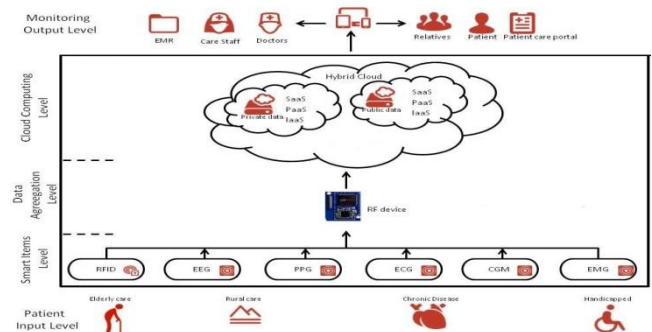 Monitoring
Output Level
EMR
Care Staff
Doctors
Relatives
Patient
Patient care portal
Cloud Computing
Level
Hybrid Cloud
Private data
SaaS
PaaS
IaaS
Public data
SaaS
PaaS
IaaS
Data
Agreegation
Level
RF device
Smart Items
Level
RFID
EEG
PPG
ECG
CGM
EMG
Patient
Input Level
Elderly care
Rural care
Chronic Disease
Handicapped